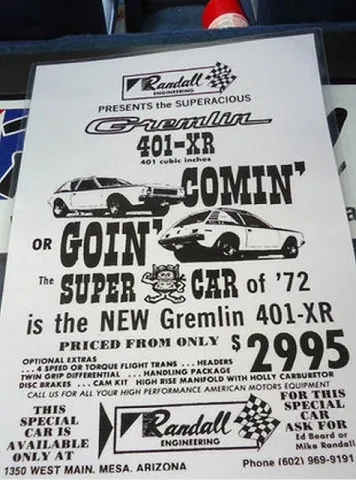 Randall
ENGINEERING
PRESENTS the SUPERACIOUS
Gremlin
401-XR
401 cubic inches
COMIN'
OR GOIN'
The SUPER CAR of '72
is the NEW Gremlin 401-XR
PRICED FROM ONLY $2995
OPTIONAL EXTRAS
... 4 SPEED OR TORQUE FLIGHT TRANS ... HEADERS
TWIN GRIP DIFFERENTIAL ... HANDLING PACKAGE
DISC BRAKES ... CAM KIT HIGH RISE MANIFOLD WITH HOLLY CARBURETOR
CALL US FOR ALL YOUR HIGH PERFORMANCE AMERICAN MOTORS EQUIPMENT
THIS
SPECIAL
CAR IS
AVAILABLE
ONLY AT
Randall
ENGINEERING
FOR THIS
SPECIAL
CAR
ASK FOR
Ed Beard or
Mike Randall
1350 WEST MAIN. MESA. ARIZONA
Phone (602) 969-9191